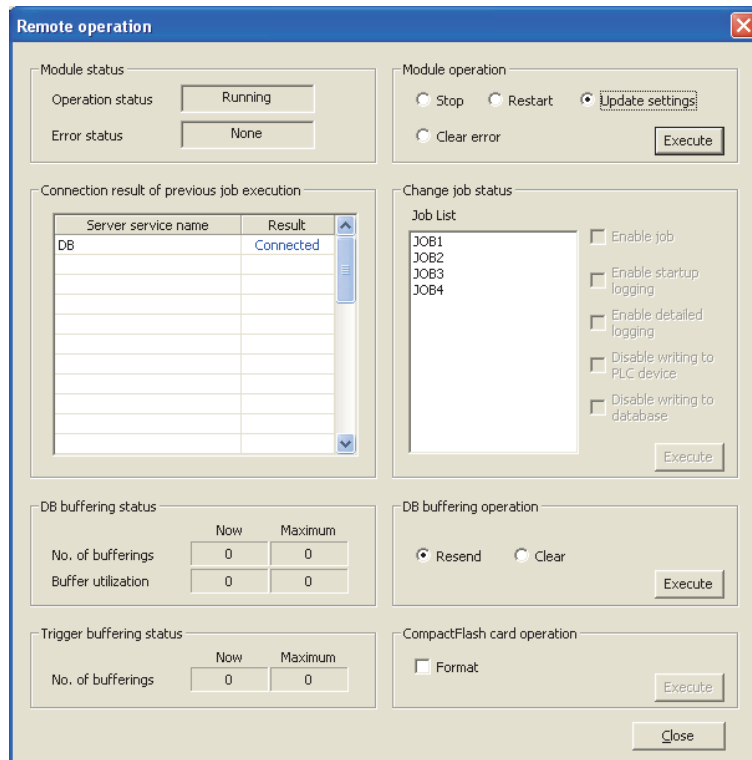 Remote operation
Module status
Operation status Running
Error status None
Module operation
Stop Restart Update settings
Clear error Execute
Connection result of previous job execution
Server service name Result
DB Connected
Change job status
Job List
JOB1
JOB2
JOB3
JOB4
Enable job
Enable startup
logging
Enable detailed
logging
Disable writing to
PLC device
Disable writing to
database
Execute
DB buffering status
Now Maximum
No. of bufferings 0 0
Buffer utilization 0 0
DB buffering operation
Resend Clear
Execute
Trigger buffering status
Now Maximum
No. of bufferings 0 0
CompactFlash card operation
Format
Execute
Close